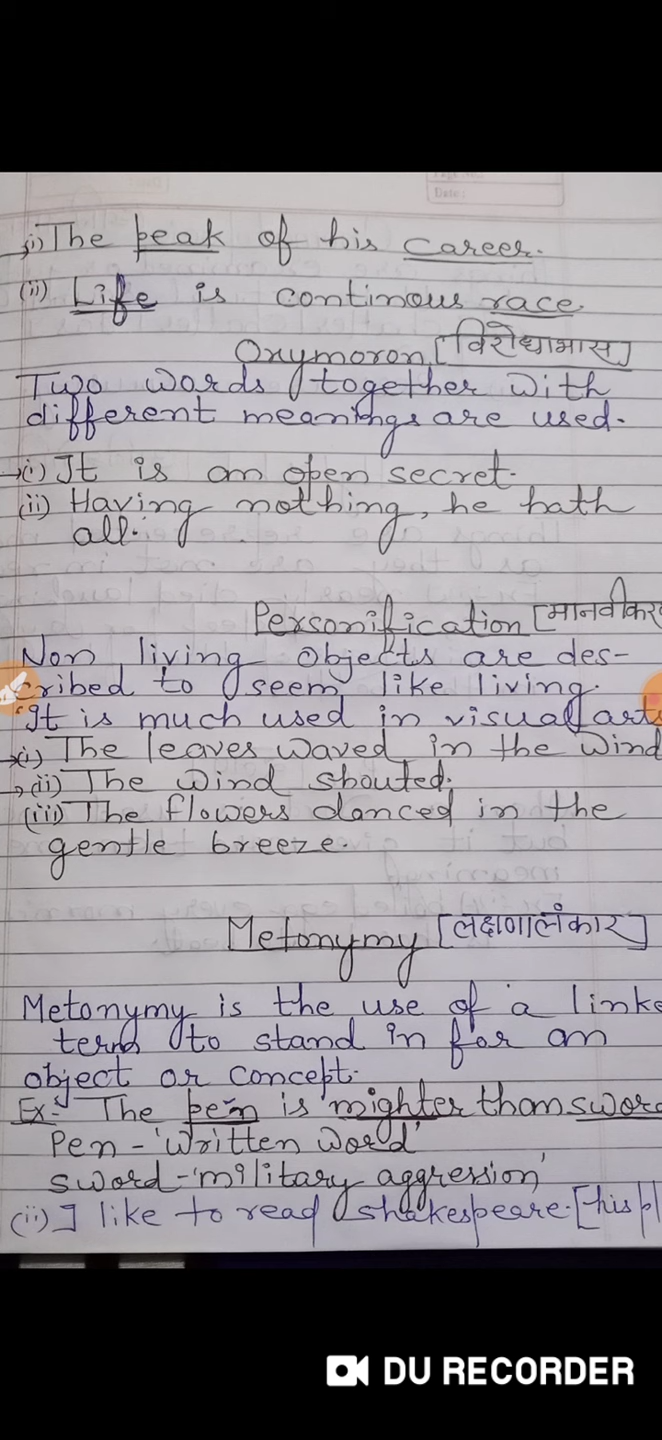 Date:
(i) The peak of his career.
(ii) Life is continous race.
Oxymoron [विरोधाभास]
Two words together with
different meanings are used.
→(i) It is an open secret.
(ii) Having nothing, he hath
all.
Personification [मानवीकर
Non living objects are des-
cribed to seem like living.
It is much used in visual arts
→(i) The leaves waved in the wind
→(ii) The wind shouted.
(iii) The flowers danced in the
gentle breeze.
Metonymy [लक्षणालंकार]
Metonymy is the use of a linke
term to stand in for an
object or concept.
Ex:- The pen is mighter than sword
Pen - 'written world'
sword - 'military aggression'
(ii) I like to read Shakespeare. [his pl
DU RECORDER